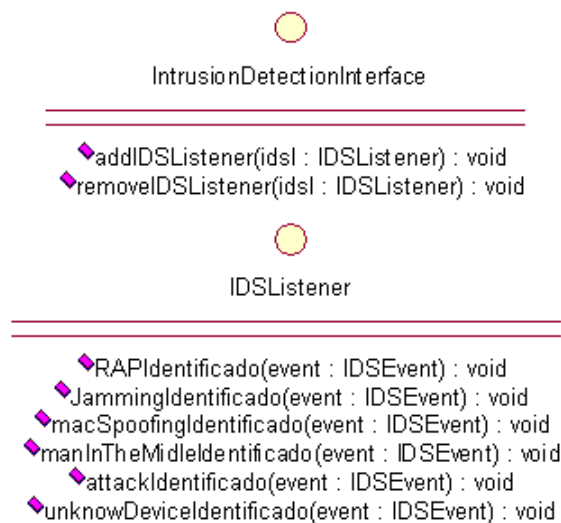 IntrusionDetectionInterface
addIDSListener(idsl : IDSListener) : void
removeIDSListener(idsl : IDSListener) : void
IDSListener
RAPIdentificado(event : IDSEvent) : void
JammingIdentificado(event : IDSEvent) : void
macSpoofingIdentificado(event : IDSEvent) : void
manInTheMidleIdentificado(event : IDSEvent) : void
attackIdentificado(event : IDSEvent) : void
unknowDeviceIdentificado(event : IDSEvent) : void